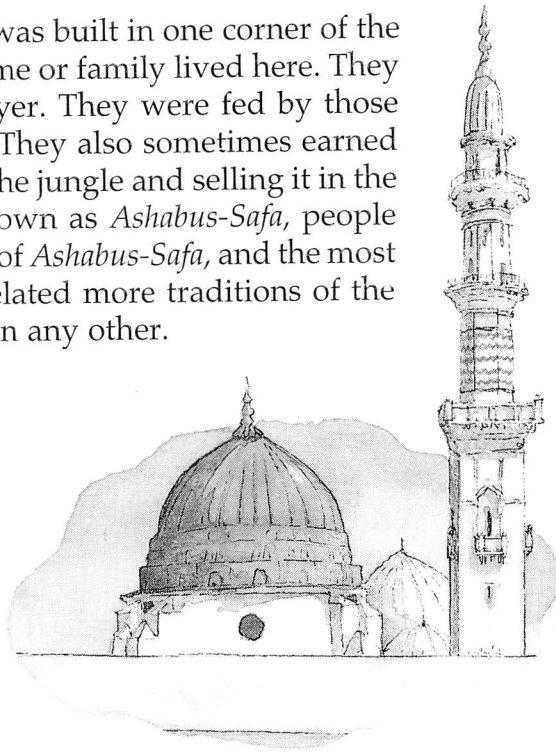 was built in one corner of the
me or family lived here. They
yer. They were fed by those
They also sometimes earned
he jungle and selling it in the
own as Ashabus-Safa, people
of Ashabus-Safa, and the most
elated more traditions of the
n any other.